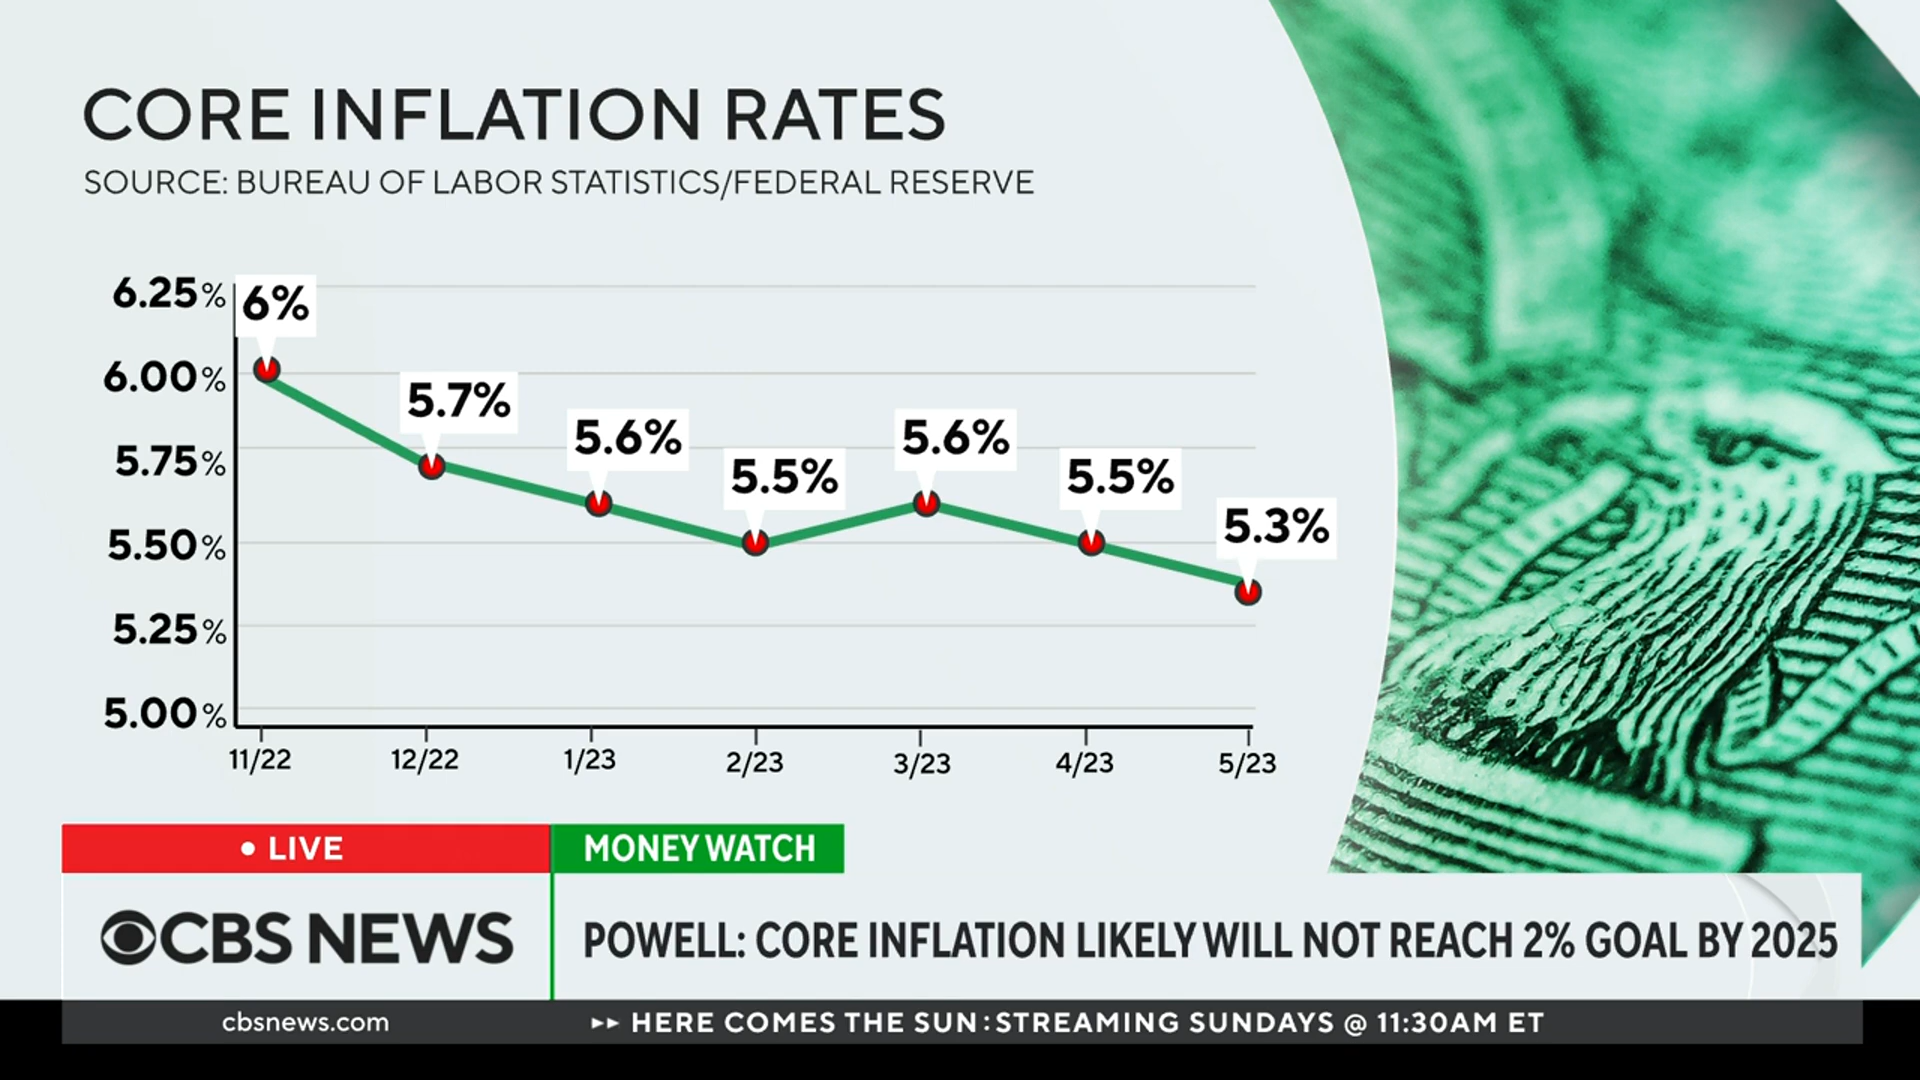 CORE INFLATION RATES
SOURCE: BUREAU OF LABOR STATISTICS/FEDERAL RESERVE
6.25%
6.00%
5.75%
5.50%
5.25%
5.00%
6%
5.7%
5.6%
5.5%
5.6%
5.5%
5.3%
11/22
12/22
1/23
2/23
3/23
4/23
5/23
LIVE
MONEY WATCH
CBS NEWS
POWELL: CORE INFLATION LIKELY WILL NOT REACH 2% GOAL BY 2025
cbsnews.com
HERE COMES THE SUN: STREAMING SUNDAYS @ 11:30AM ET